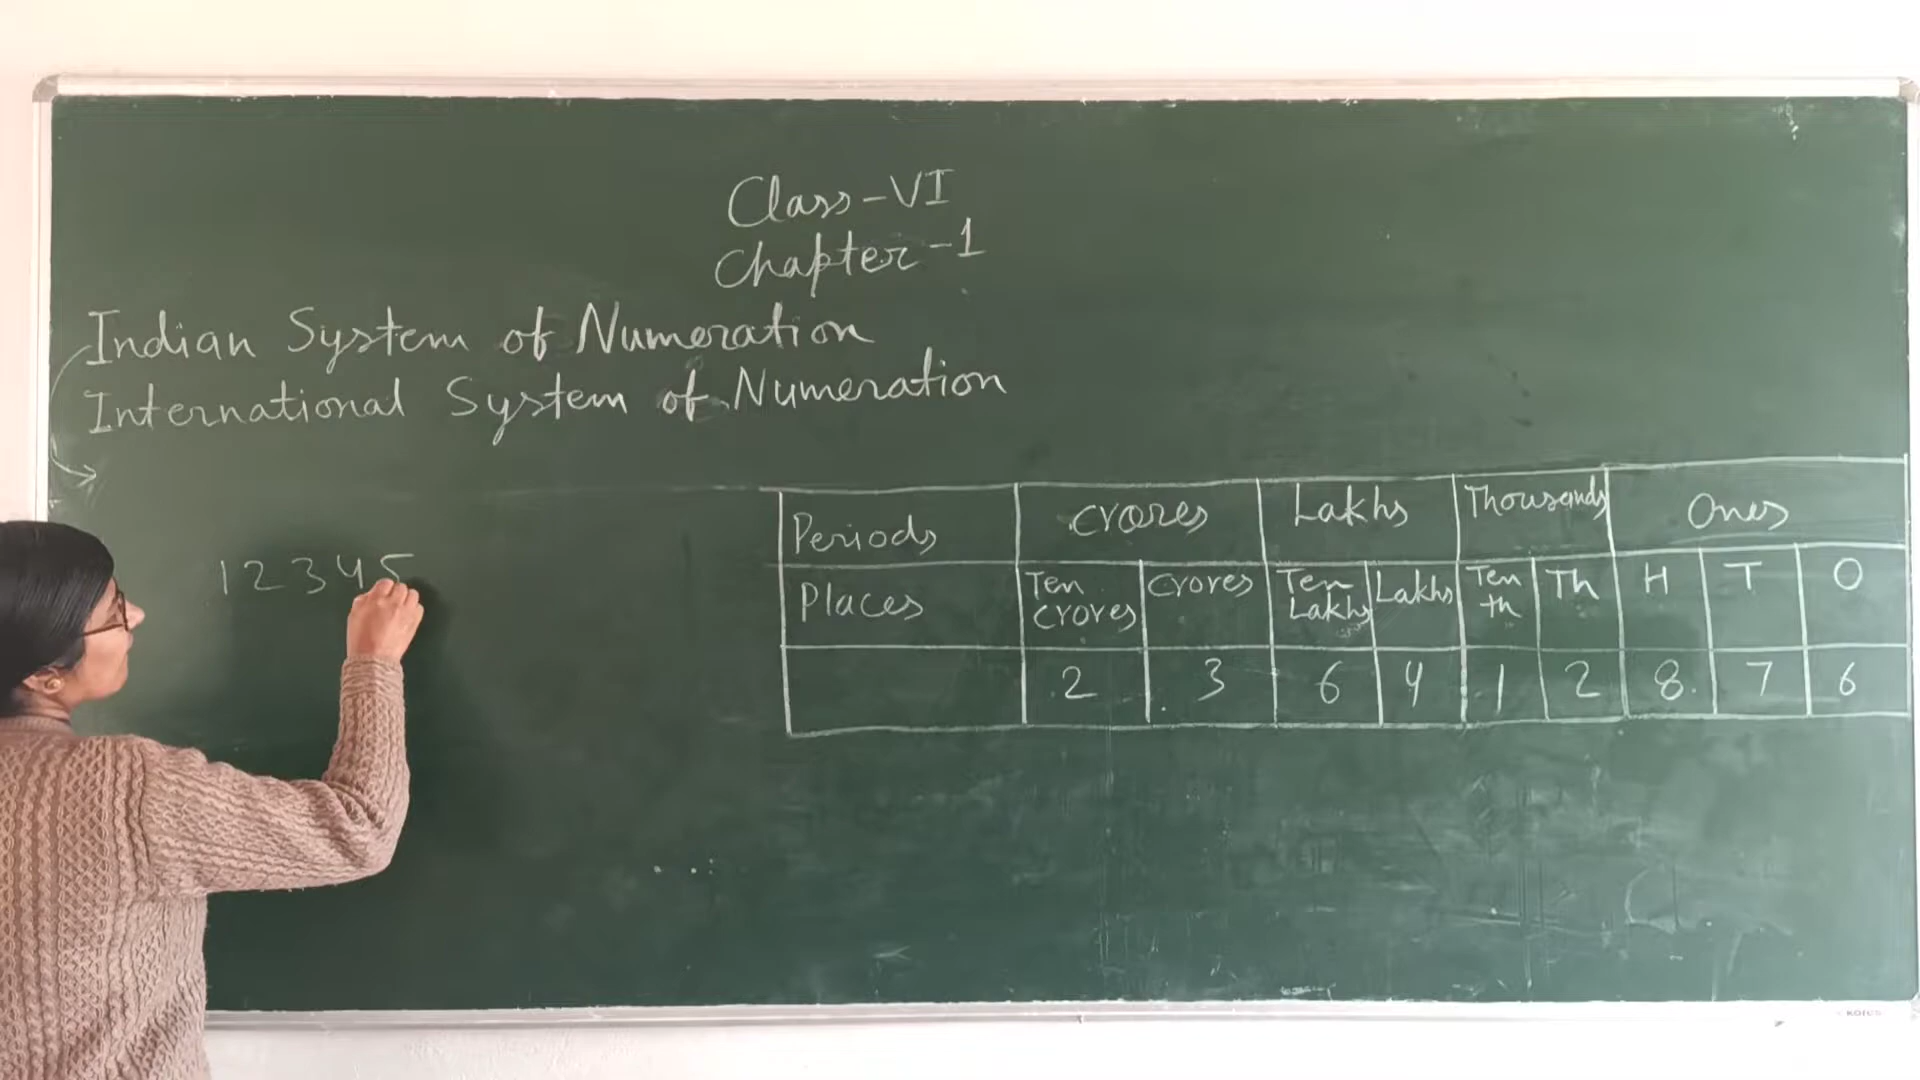 Class-VI
Chapter-1
Indian System of Numeration
International System of Numeration
12345
Periods Crores Lakhs Thousands Ones
Places Ten Crores Crores Ten Lakhs Lakhs Ten th Th H T O
2 3 6 4 1 2 8 7 6